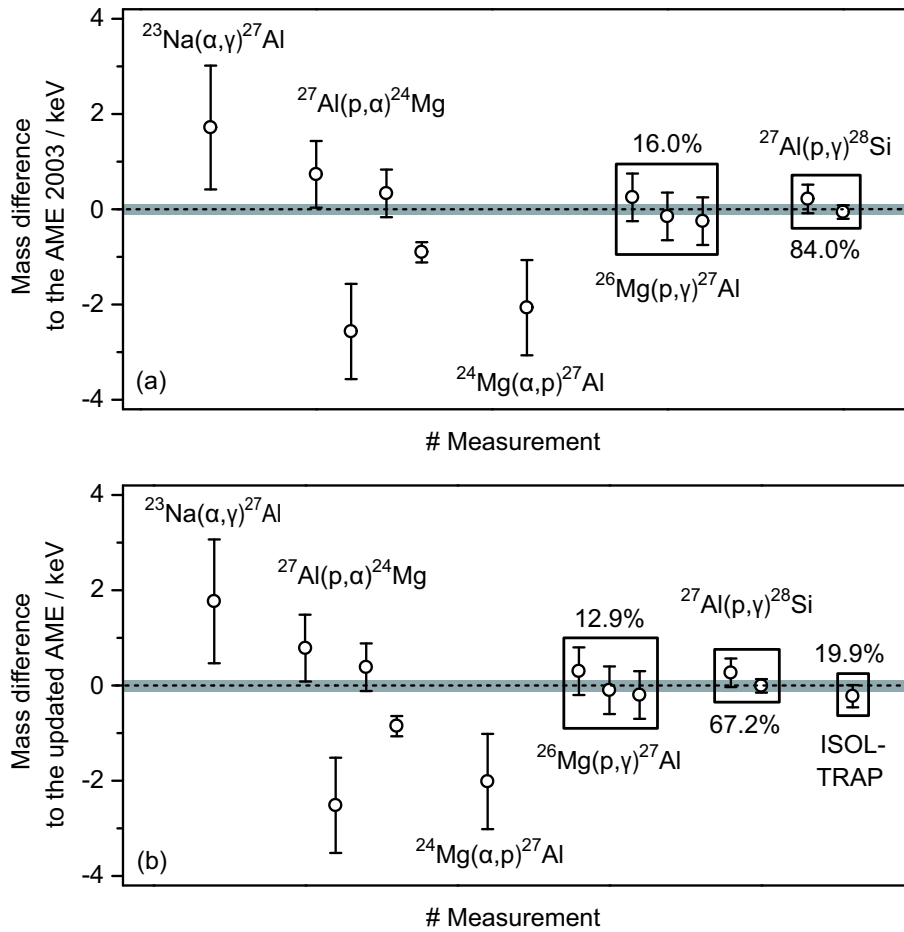 Mass difference
to the AME 2003 / keV
4
2
0
-2
-4
²³Na(α,γ)²⁷Al
²⁷Al(p,α)²⁴Mg
16.0%
²⁷Al(p,γ)²⁸Si
84.0%
²⁶Mg(p,γ)²⁷Al
²⁴Mg(α,p)²⁷Al
(a)
# Measurement
Mass difference
to the updated AME / keV
4
2
0
-2
-4
²³Na(α,γ)²⁷Al
²⁷Al(p,α)²⁴Mg
12.9%
²⁷Al(p,γ)²⁸Si
19.9%
67.2%
²⁶Mg(p,γ)²⁷Al
ISOL-
TRAP
²⁴Mg(α,p)²⁷Al
(b)
# Measurement